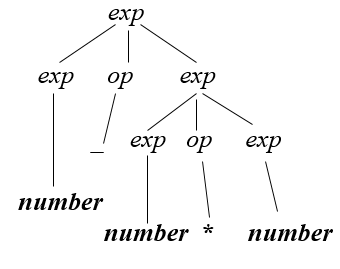 exp
exp op exp
– exp op exp
number
number * number